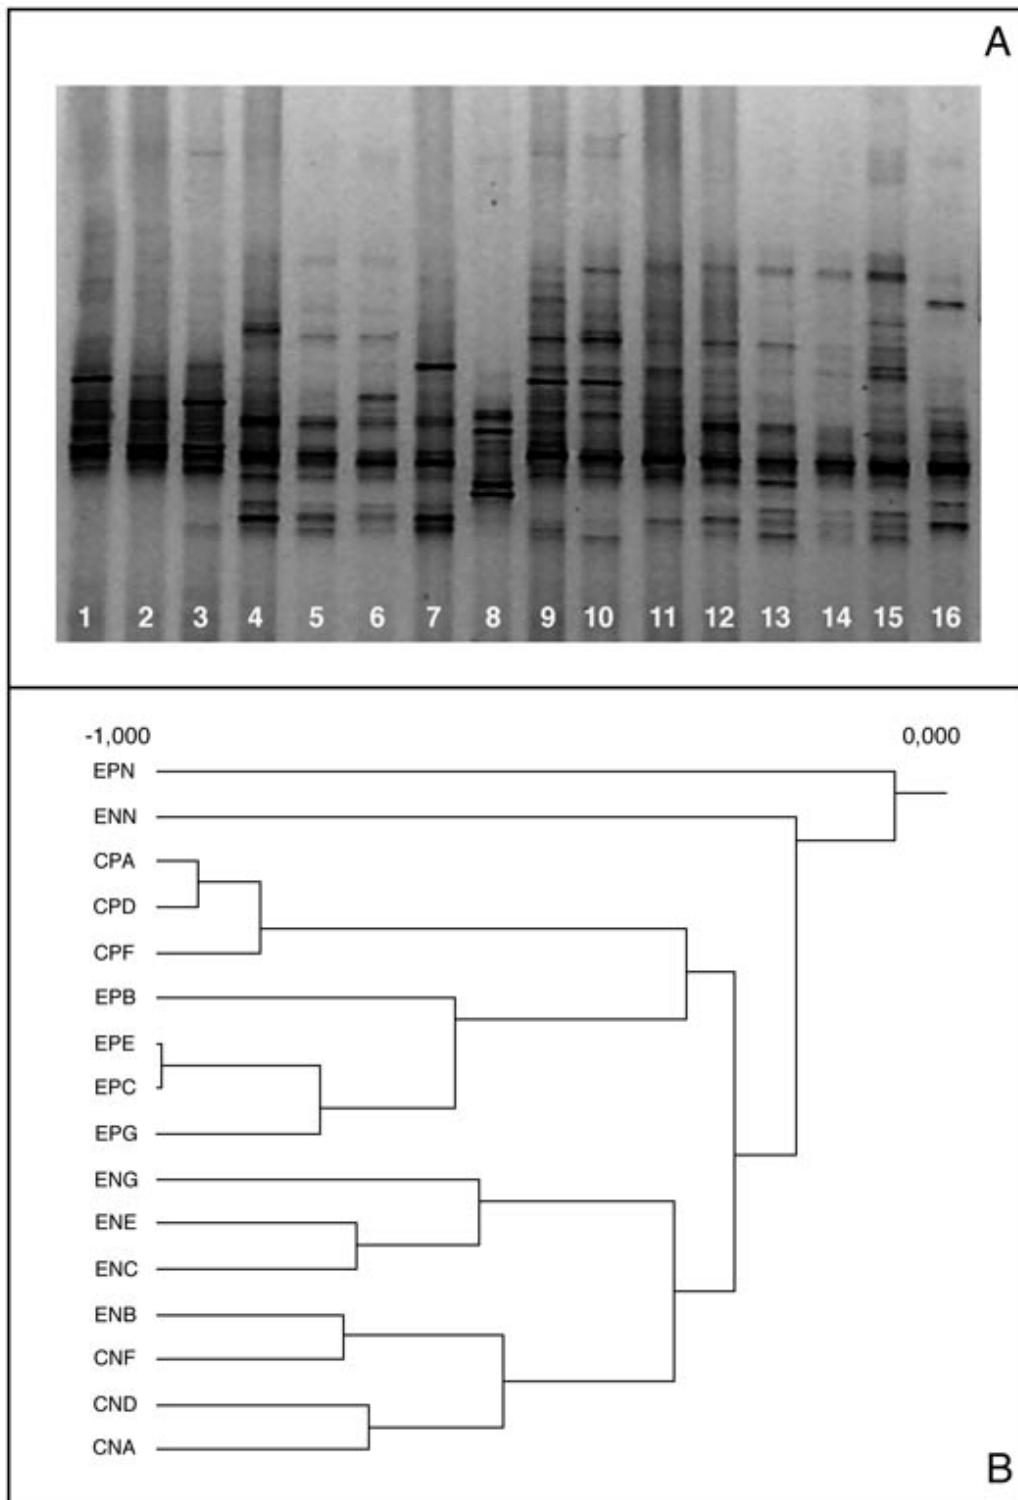 A
1 2 3 4 5 6 7 8 9 10 11 12 13 14 15 16
-1,000 0,000
EPN
ENN
CPA
CPD
CPF
EPB
EPE
EPC
EPG
ENG
ENE
ENC
ENB
CNF
CND
CNA
B